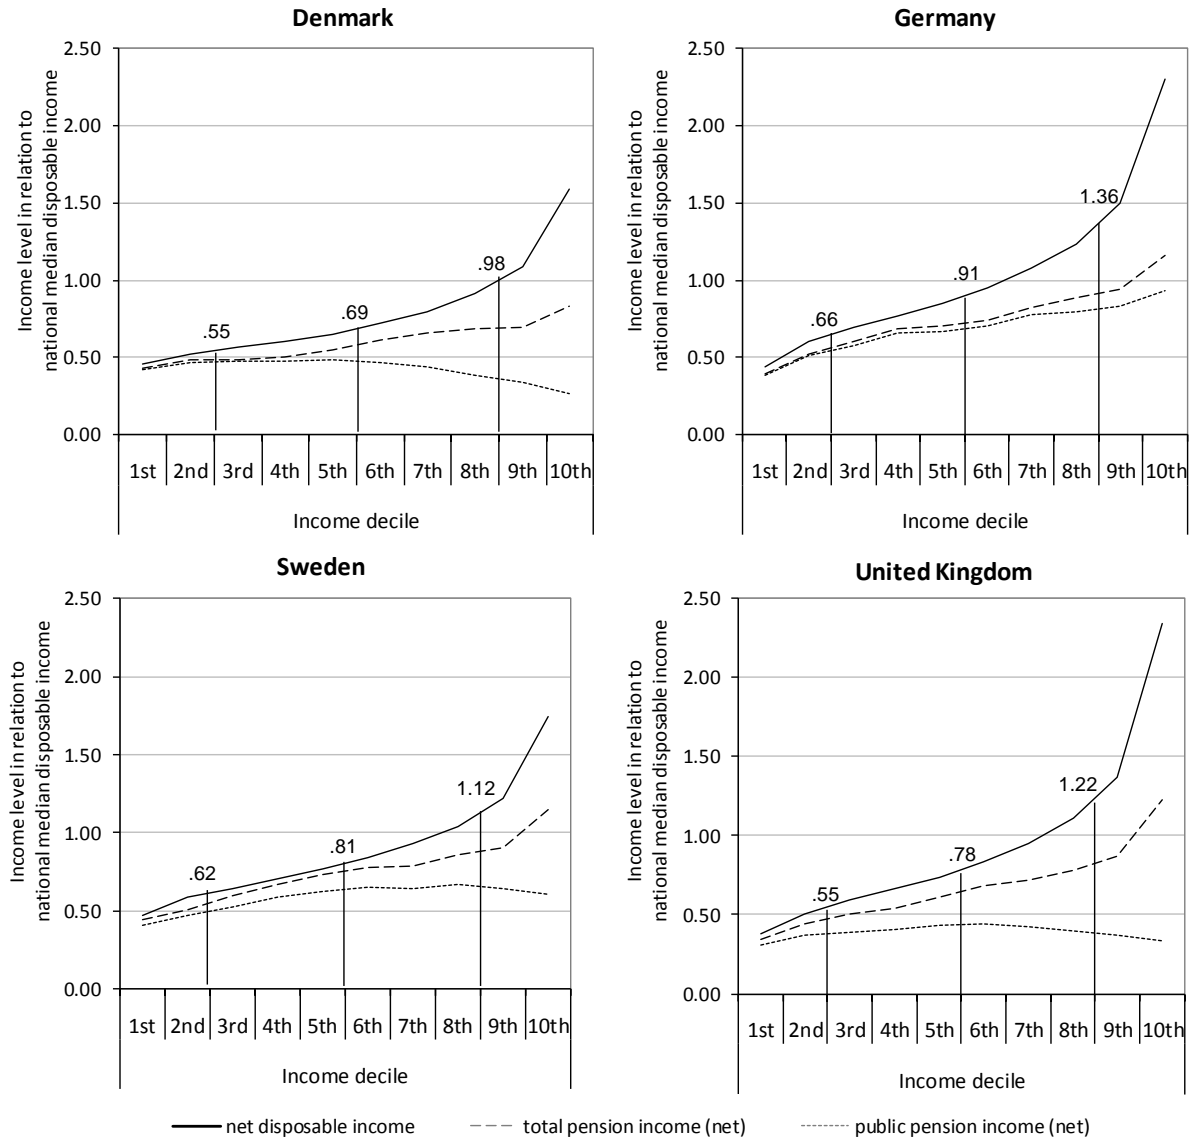 Denmark
Income level in relation to
national median disposable income
2.50
2.00
1.50
1.00
0.50
0.00
.55
.69
.98
1st 2nd 3rd 4th 5th 6th 7th 8th 9th 10th
Income decile
Germany
Income level in relation to
national median disposable income
2.50
2.00
1.50
1.00
0.50
0.00
.66
.91
1.36
1st 2nd 3rd 4th 5th 6th 7th 8th 9th 10th
Income decile
Sweden
Income level in relation to
national median disposable income
2.50
2.00
1.50
1.00
0.50
0.00
.62
.81
1.12
1st 2nd 3rd 4th 5th 6th 7th 8th 9th 10th
Income decile
United Kingdom
Income level in relation to
national median disposable income
2.50
2.00
1.50
1.00
0.50
0.00
.55
.78
1.22
1st 2nd 3rd 4th 5th 6th 7th 8th 9th 10th
Income decile
net disposable income total pension income (net) public pension income (net)